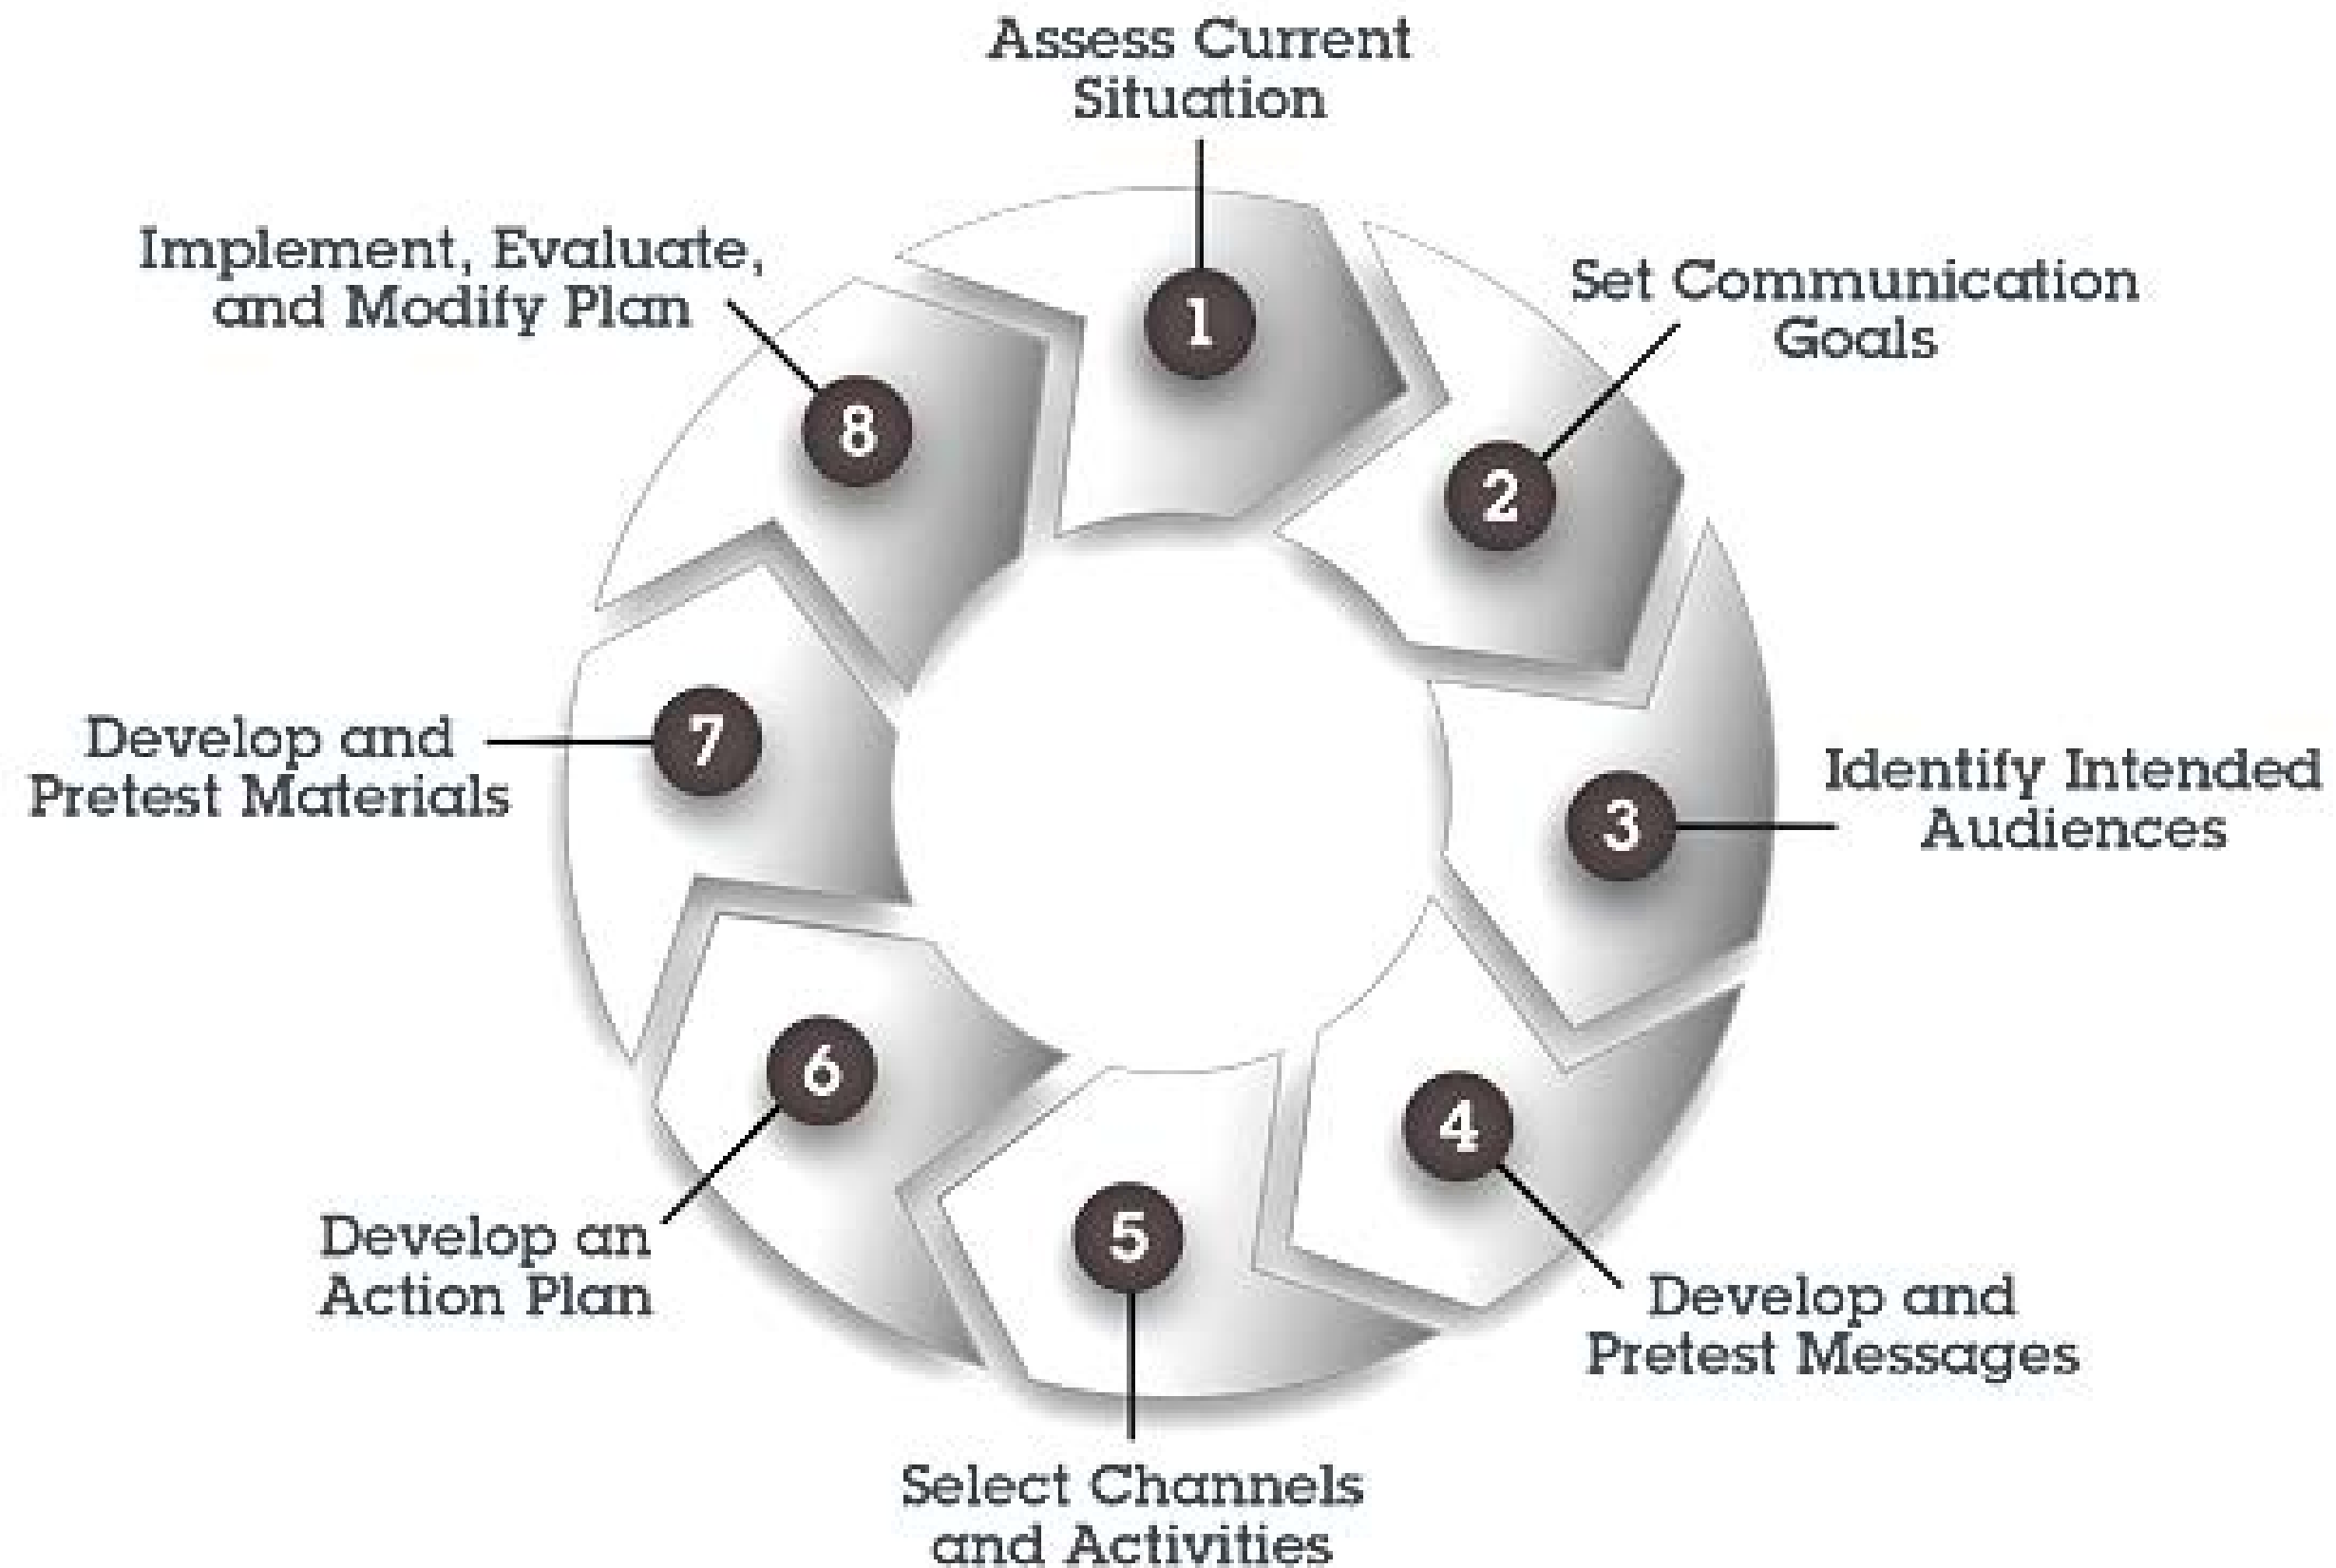 Assess Current
Situation
1
Set Communication
Goals
2
Identify Intended
Audiences
3
Develop and
Pretest Messages
4
Select Channels
and Activities
5
Develop an
Action Plan
6
Develop and
Pretest Materials
7
Implement, Evaluate,
and Modify Plan
8